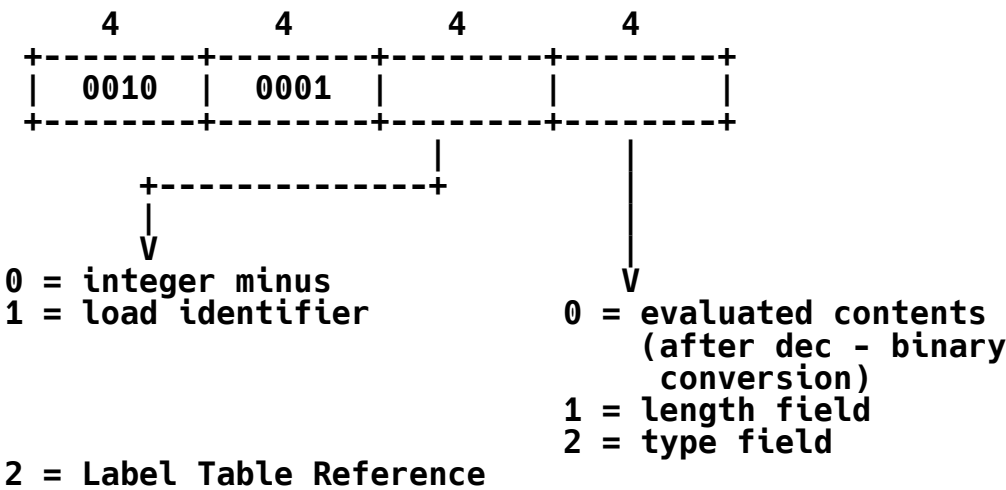 4        4        4        4
 +--------+--------+--------+--------+
 |  0010  |  0001  |        |        |
 +--------+--------+--------+--------+
                      |         |
       +--------------+         |
       |                        |
       V                        |
0 = integer minus               V
1 = load identifier          0 = evaluated contents
                                 (after dec - binary
                                  conversion)
                             1 = length field
                             2 = type field
2 = Label Table Reference